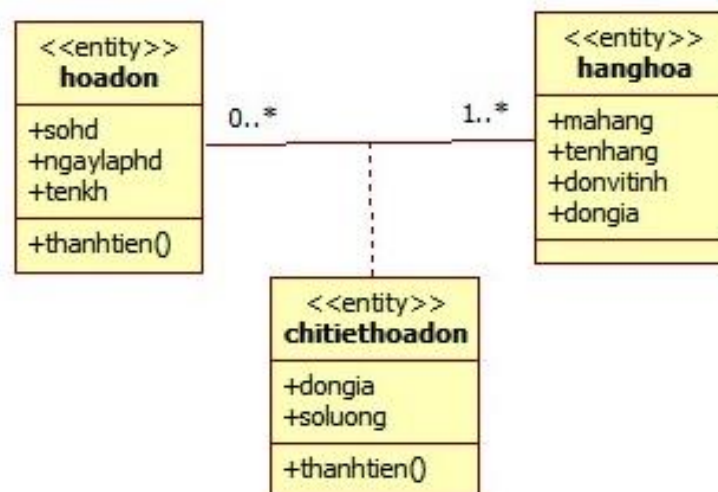 <<entity>>
hoadon
+sohd
+ngaylaphd
+tenkh
+thanhtien()
0..*
1..*
<<entity>>
hanghoa
+mahang
+tenhang
+donvitinh
+dongia
<<entity>>
chitiethoadon
+dongia
+soluong
+thanhtien()